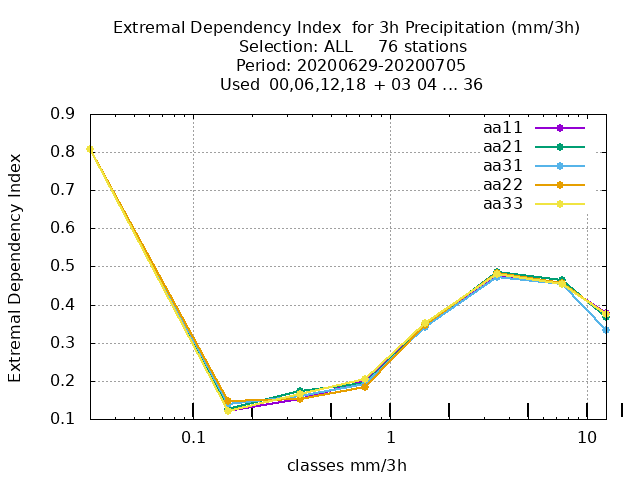 Extremal Dependency Index  for 3h Precipitation (mm/3h)
Selection: ALL     76 stations
Period: 20200629-20200705
Used  00,06,12,18  + 03 04 ... 36
Extremal Dependency Index
0.9
0.8
0.7
0.6
0.5
0.4
0.3
0.2
0.1
aa11
aa21
aa31
aa22
aa33
0.1 1 10
classes mm/3h